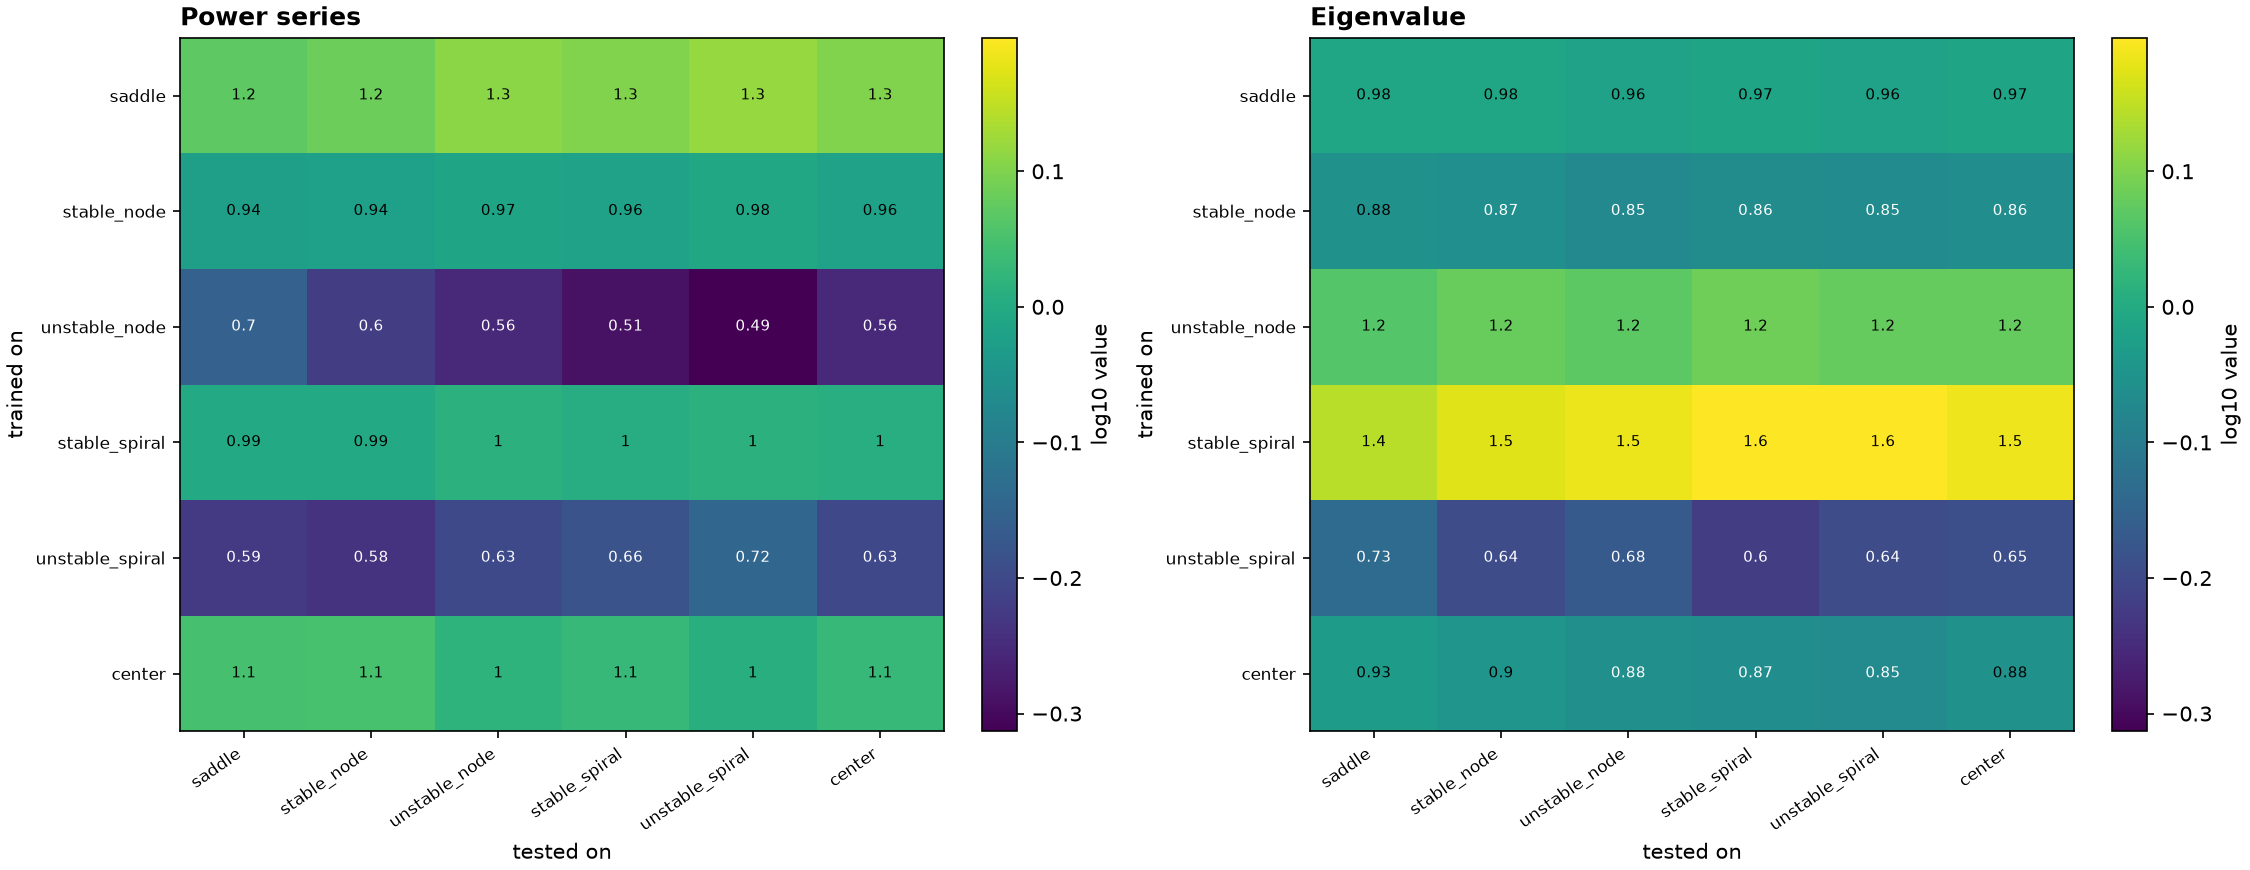 Power series
saddle 1.2 1.2 1.3 1.3 1.3 1.3
stable_node 0.94 0.94 0.97 0.96 0.98 0.96
unstable_node 0.7 0.6 0.56 0.51 0.49 0.56
stable_spiral 0.99 0.99 1 1 1 1
unstable_spiral 0.59 0.58 0.63 0.66 0.72 0.63
center 1.1 1.1 1 1.1 1 1.1
trained on
saddle stable_node unstable_node stable_spiral unstable_spiral center
tested on
0.1
0.0
−0.1
−0.2
−0.3
log10 value
Eigenvalue
saddle 0.98 0.98 0.96 0.97 0.96 0.97
stable_node 0.88 0.87 0.85 0.86 0.85 0.86
unstable_node 1.2 1.2 1.2 1.2 1.2 1.2
stable_spiral 1.4 1.5 1.5 1.6 1.6 1.5
unstable_spiral 0.73 0.64 0.68 0.6 0.64 0.65
center 0.93 0.9 0.88 0.87 0.85 0.88
trained on
saddle stable_node unstable_node stable_spiral unstable_spiral center
tested on
0.1
0.0
−0.1
−0.2
−0.3
log10 value